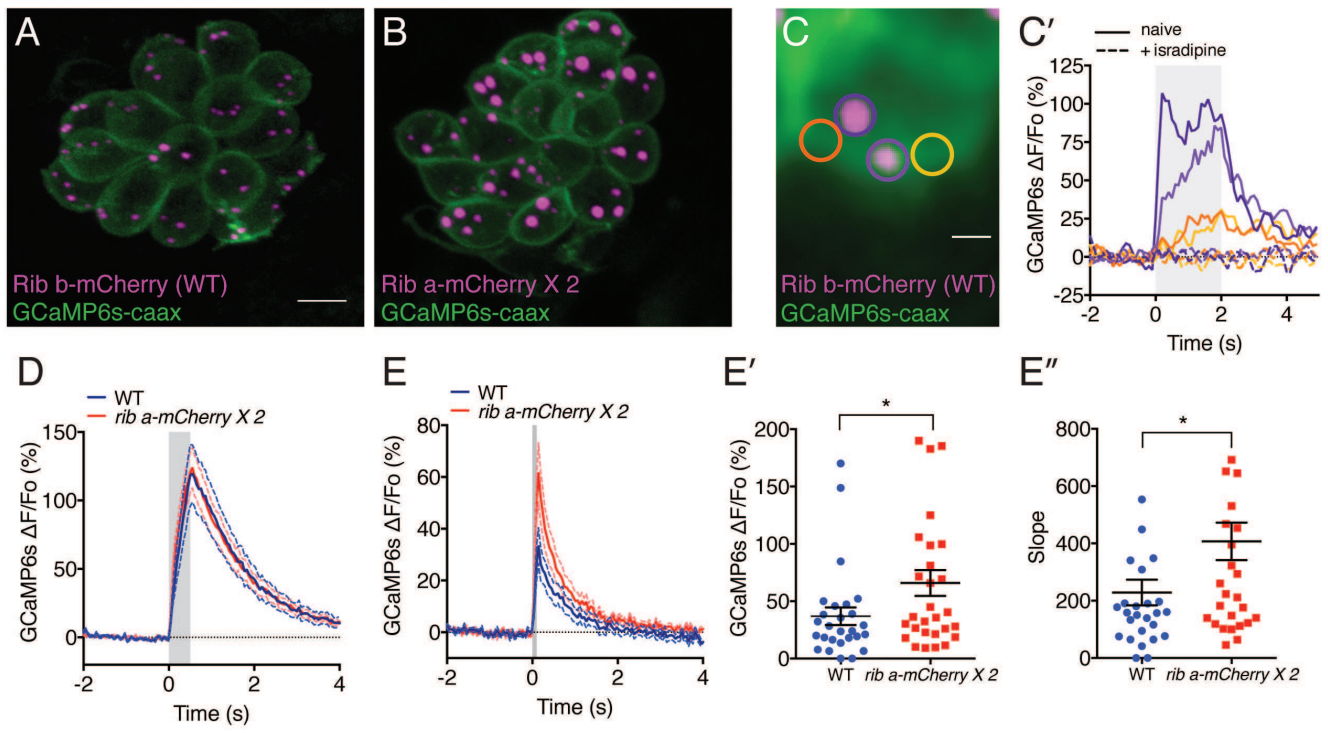 A
Rib b-mCherry (WT)
GCaMP6s-caax
B
Rib a-mCherry X 2
GCaMP6s-caax
C
Rib b-mCherry (WT)
GCaMP6s-caax
C′
naive
+ isradipine
GCaMP6s ΔF/Fo (%)
125
100
75
50
25
0
-25
-2 0 2 4
Time (s)
D
WT
rib a-mCherry X 2
GCaMP6s ΔF/Fo (%)
150
100
50
0
-2 0 2 4
Time (s)
E
WT
rib a-mCherry X 2
GCaMP6s ΔF/Fo (%)
80
60
40
20
0
-2 0 2 4
Time (s)
E′
*
GCaMP6s ΔF/Fo (%)
200
150
100
50
0
WT rib a-mCherry X 2
E″
*
Slope
800
600
400
200
0
WT rib a-mCherry X 2